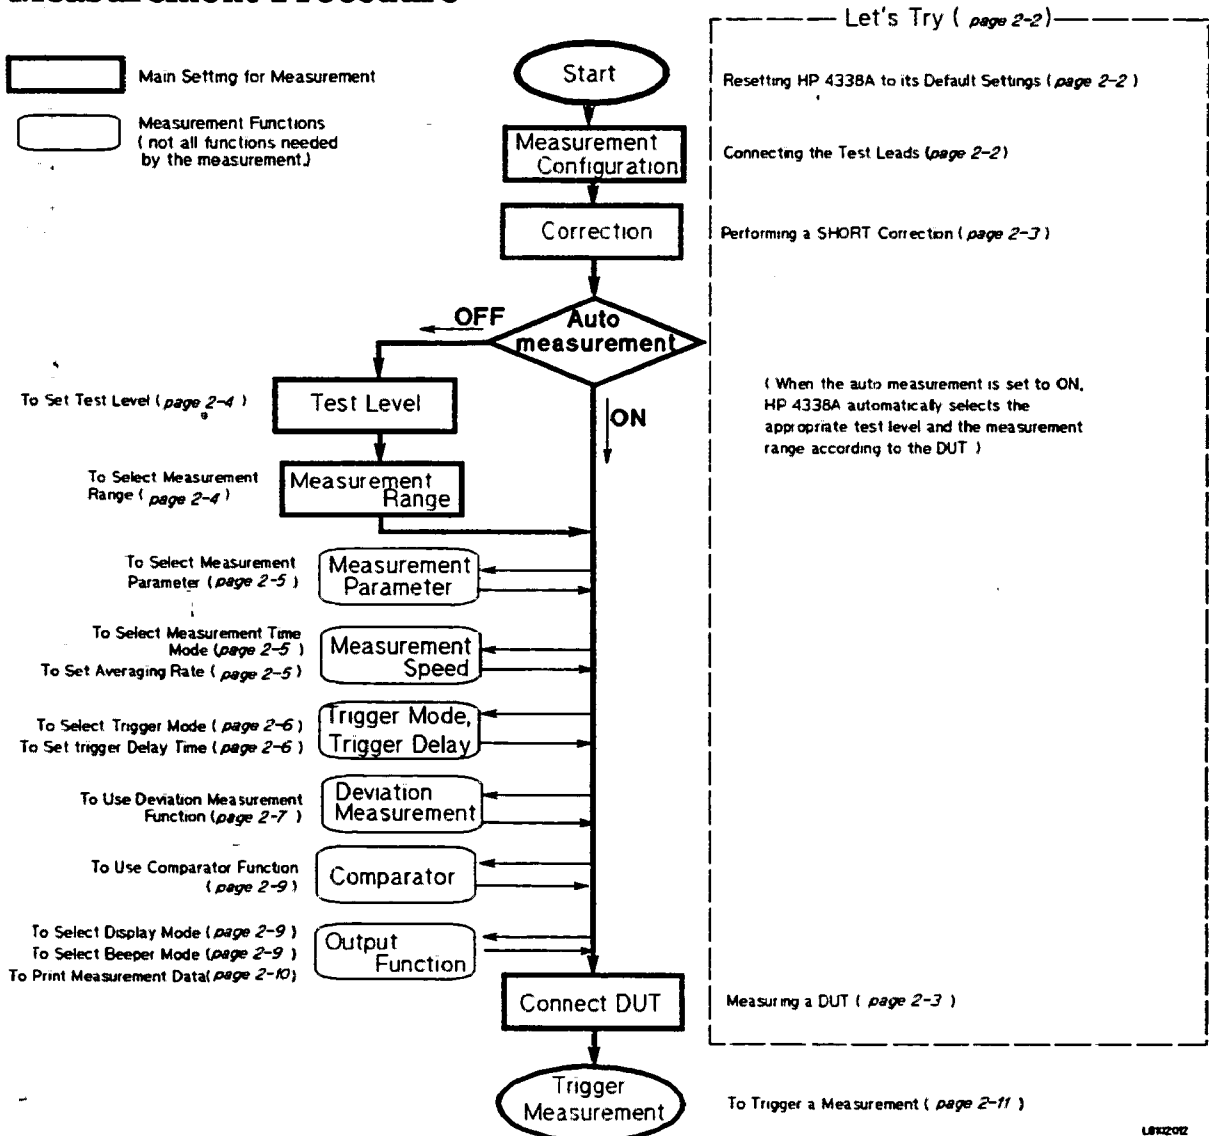 Measurement Procedure
Let's Try ( page 2-2)
Main Setting for Measurement
Measurement Functions
( not all functions needed
by the measurement.)
Start
Resetting HP 4338A to its Default Settings ( page 2-2 )
Measurement
Configuration
Connecting the Test Leads (page 2-2)
Correction
Performing a SHORT Correction ( page 2-3 )
OFF
Auto
measurement
ON
( When the auto measurement is set to ON,
HP 4338A automatically selects the
appropriate test level and the measurement
range according to the DUT )
To Set Test Level ( page 2-4 )
Test Level
To Select Measurement
Range ( page 2-4 )
Measurement
Range
To Select Measurement
Parameter ( page 2-5 )
Measurement
Parameter
To Select Measurement Time
Mode (page 2-5 )
To Set Averaging Rate ( page 2-5 )
Measurement
Speed
To Select Trigger Mode ( page 2-6 )
To Set trigger Delay Time ( page 2-6 )
Trigger Mode,
Trigger Delay
To Use Deviation Measurement
Function (page 2-7 )
Deviation
Measurement
To Use Comparator Function
( page 2-9 )
Comparator
To Select Display Mode ( page 2-9 )
To Select Beeper Mode (page 2-9 )
To Print Measurement Data( page 2-10)
Output
Function
Connect DUT
Measuring a DUT ( page 2-3 )
Trigger
Measurement
To Trigger a Measurement ( page 2-11 )